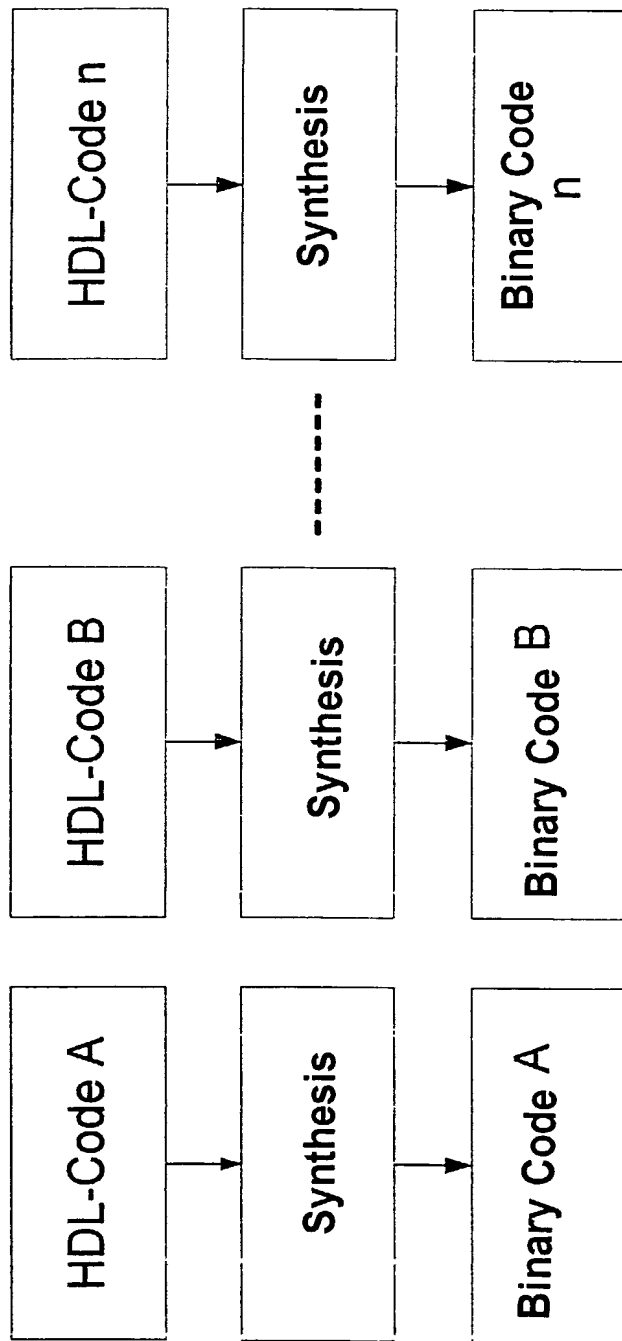 HDL-Code A
Synthesis
Binary Code A
HDL-Code B
Synthesis
Binary Code B
HDL-Code n
Synthesis
Binary Code
n